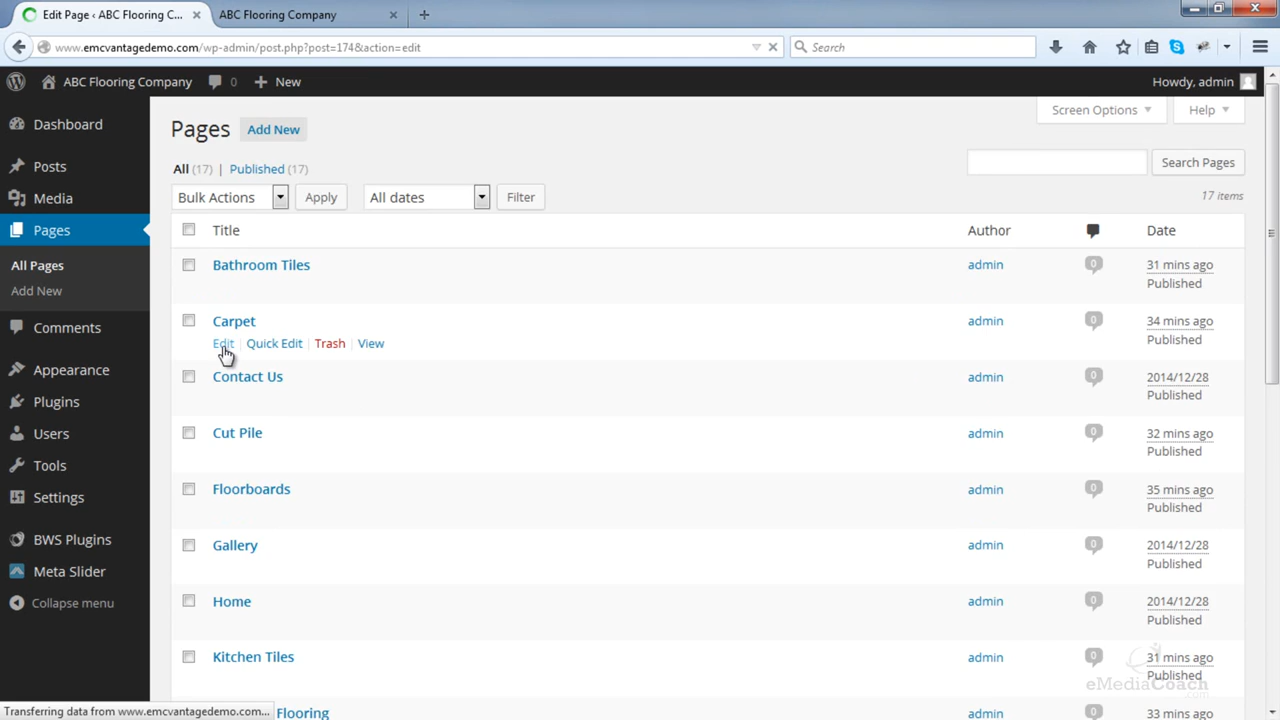 Edit Page ‹ ABC Flooring C... × ABC Flooring Company × +
www.emcvantagedemo.com/wp-admin/post.php?post=174&action=edit Search
ABC Flooring Company 0 + New Howdy, admin
Screen Options Help
Dashboard
Posts
Media
Pages
All Pages
Add New
Comments
Appearance
Plugins
Users
Tools
Settings
BWS Plugins
Meta Slider
Collapse menu
Pages Add New
All (17) | Published (17)
Search Pages
Bulk Actions Apply All dates Filter
17 items
Title Author Date
Bathroom Tiles admin 0 31 mins ago
Published
Carpet admin 0 34 mins ago
Published
Edit | Quick Edit | Trash | View
Contact Us admin 0 2014/12/28
Published
Cut Pile admin 0 32 mins ago
Published
Floorboards admin 0 35 mins ago
Published
Gallery admin 0 2014/12/28
Published
Home admin 0 2014/12/28
Published
Kitchen Tiles admin 0 31 mins ago
Published
eMediaCoach
Flooring admin 0 33 mins ago
Transferring data from www.emcvantagedemo.com...